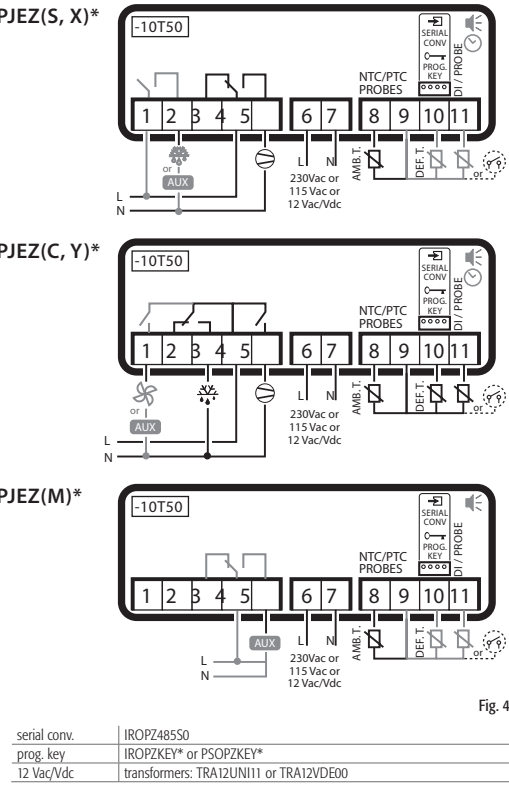 PJEZ(S, X)*
-10T50
SERIAL CONV
PROG. KEY
DI / PROBE
NTC/PTC PROBES
1 2 3 4 5 6 7 8 9 10 11
or
AUX
L
N
L N
230Vac or
115 Vac or
12 Vac/Vdc
AMB. T.
DEF. T.
or
PJEZ(C, Y)*
-10T50
SERIAL CONV
PROG. KEY
DI / PROBE
NTC/PTC PROBES
1 2 3 4 5 6 7 8 9 10 11
or
AUX
L
N
L N
230Vac or
115 Vac or
12 Vac/Vdc
AMB. T.
DEF. T.
or
PJEZ(M)*
-10T50
SERIAL CONV
PROG. KEY
DI / PROBE
NTC/PTC PROBES
1 2 3 4 5 6 7 8 9 10 11
AUX
L
N
L N
230Vac or
115 Vac or
12 Vac/Vdc
AMB. T.
DEF. T.
or
Fig. 4
serial conv. IROPZ485S0
prog. key IROPZKEY* or PSOPZKEY*
12 Vac/Vdc transformers: TRA12UNI11 or TRA12VDE00